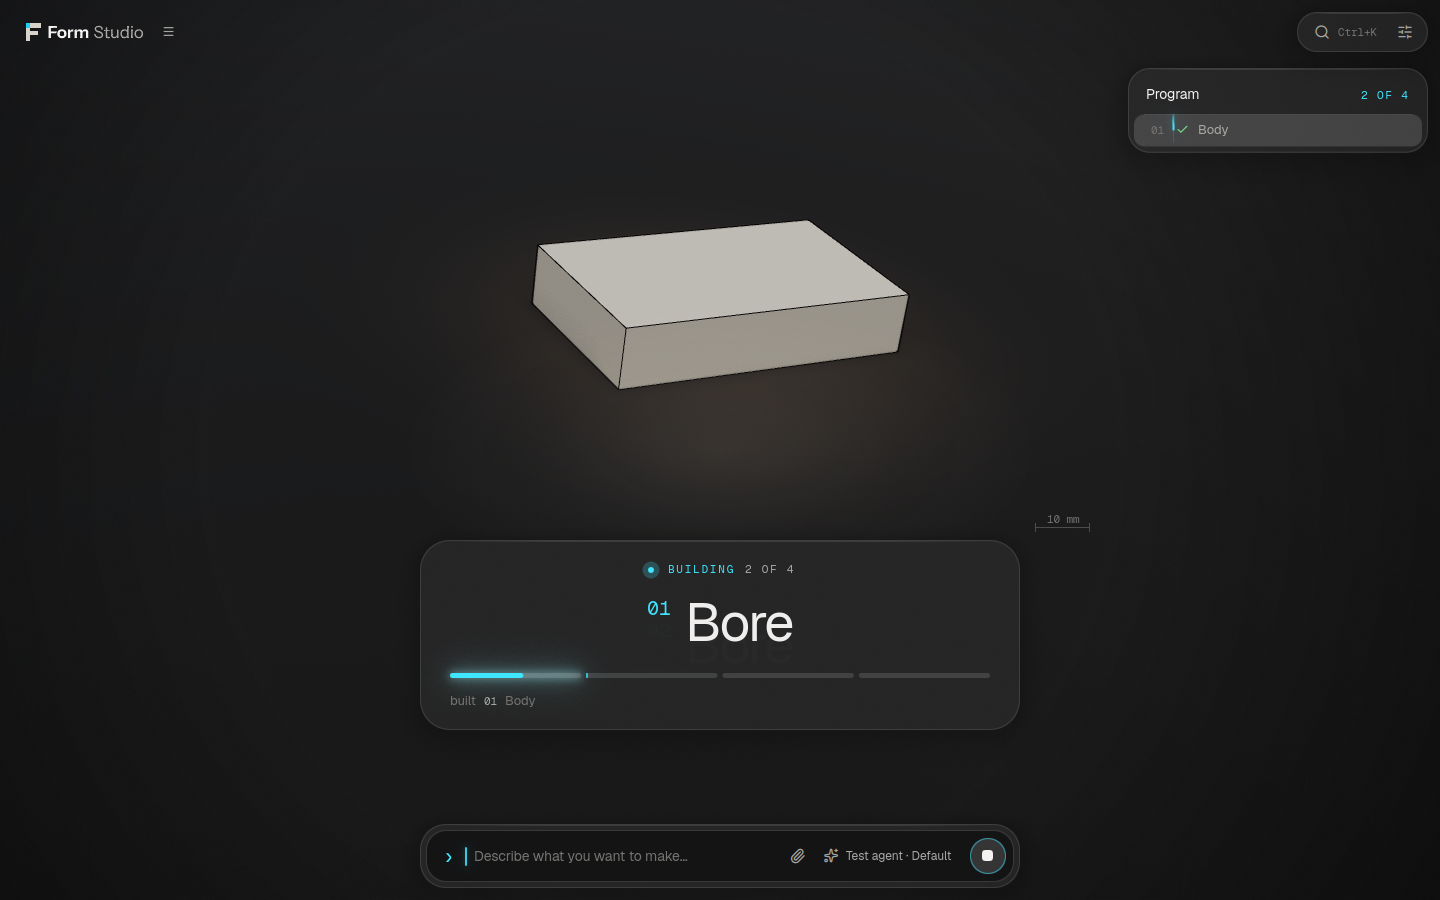 Form Studio
Ctrl+K
Program 2 OF 4
01 Body
10 mm
BUILDING 2 OF 4
01 Bore
built 01 Body
Describe what you want to make…
Test agent · Default